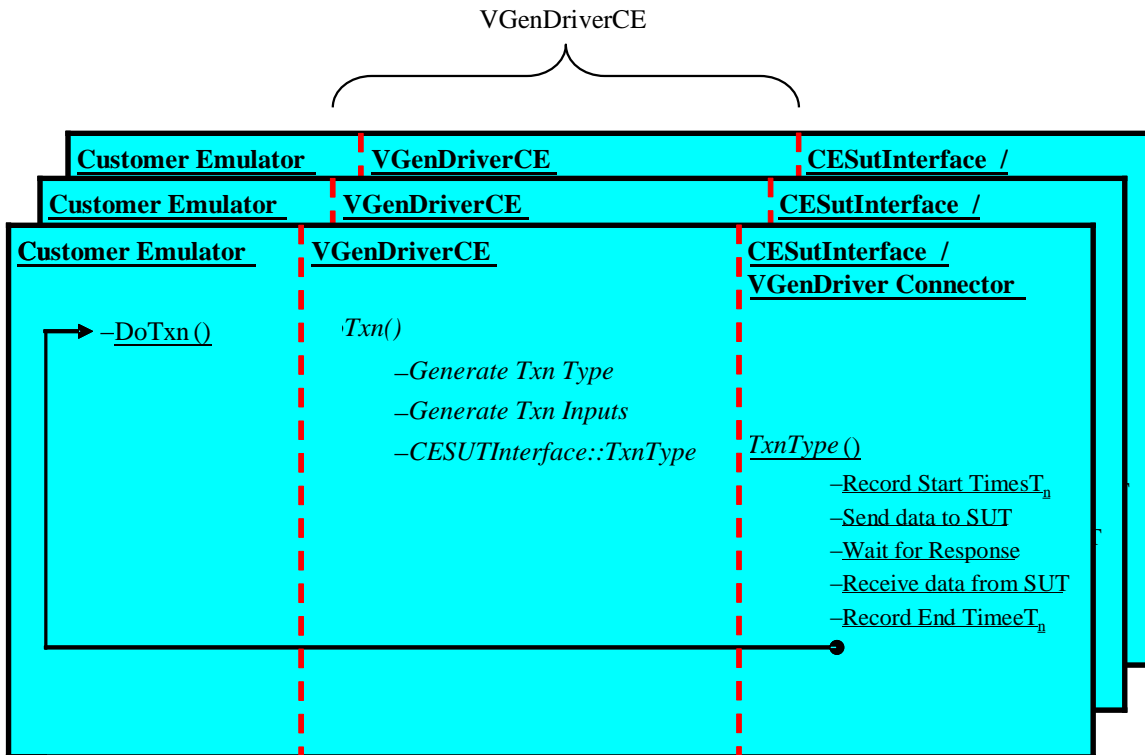 VGenDriverCE
Customer Emulator VGenDriverCE CESutInterface /
Customer Emulator VGenDriverCE CESutInterface /
Customer Emulator VGenDriverCE CESutInterface /
VGenDriver Connector
–DoTxn ()
Txn()
–Generate Txn Type
–Generate Txn Inputs
–CESUTInterface::TxnType
TxnType ()
–Record Start TimesTn
–Send data to SUT
–Wait for Response
–Receive data from SUT
–Record End TimeeTn